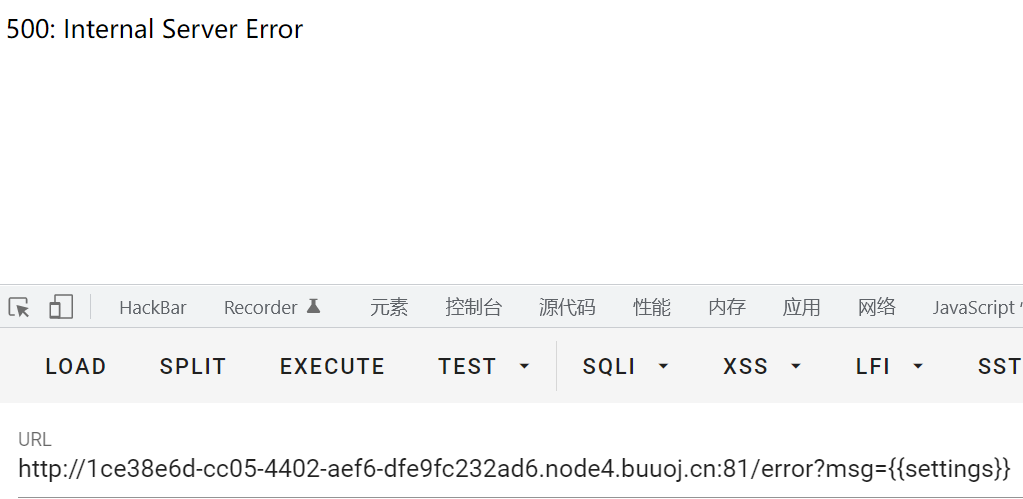 500: Internal Server Error
HackBar Recorder 元素 控制台 源代码 性能 内存 应用 网络 JavaScript
LOAD SPLIT EXECUTE TEST SQLI XSS LFI SST
URL
http://1ce38e6d-cc05-4402-aef6-dfe9fc232ad6.node4.buuoj.cn:81/error?msg={{settings}}